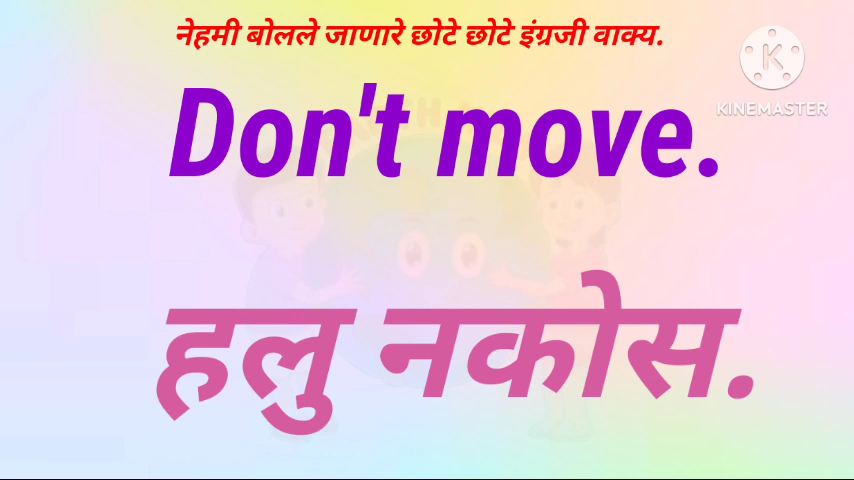 नेहमी बोलले जाणारे छोटे छोटे इंग्रजी वाक्य.
KINEMASTER
Don't move.
हलु नकोस.